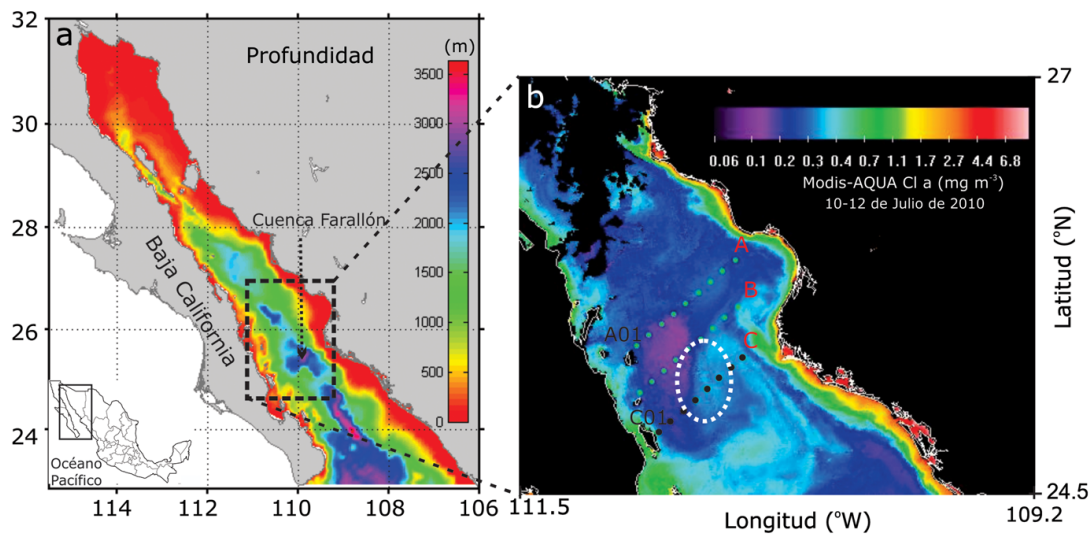 a
Profundidad
(m)
3500
3000
2500
2000
1500
1000
500
0
32
30
28
26
24
114
112
110
108
106
Cuenca Farallón
Baja California
Océano
Pacífico
b
0.06 0.1 0.2 0.3 0.4 0.7 1.1 1.7 2.7 4.4 6.8
Modis-AQUA Cl a (mg m⁻³)
10-12 de Julio de 2010
A
B
C
A01
C01
27
24.5
Latitud (°N)
111.5
109.2
Longitud (°W)